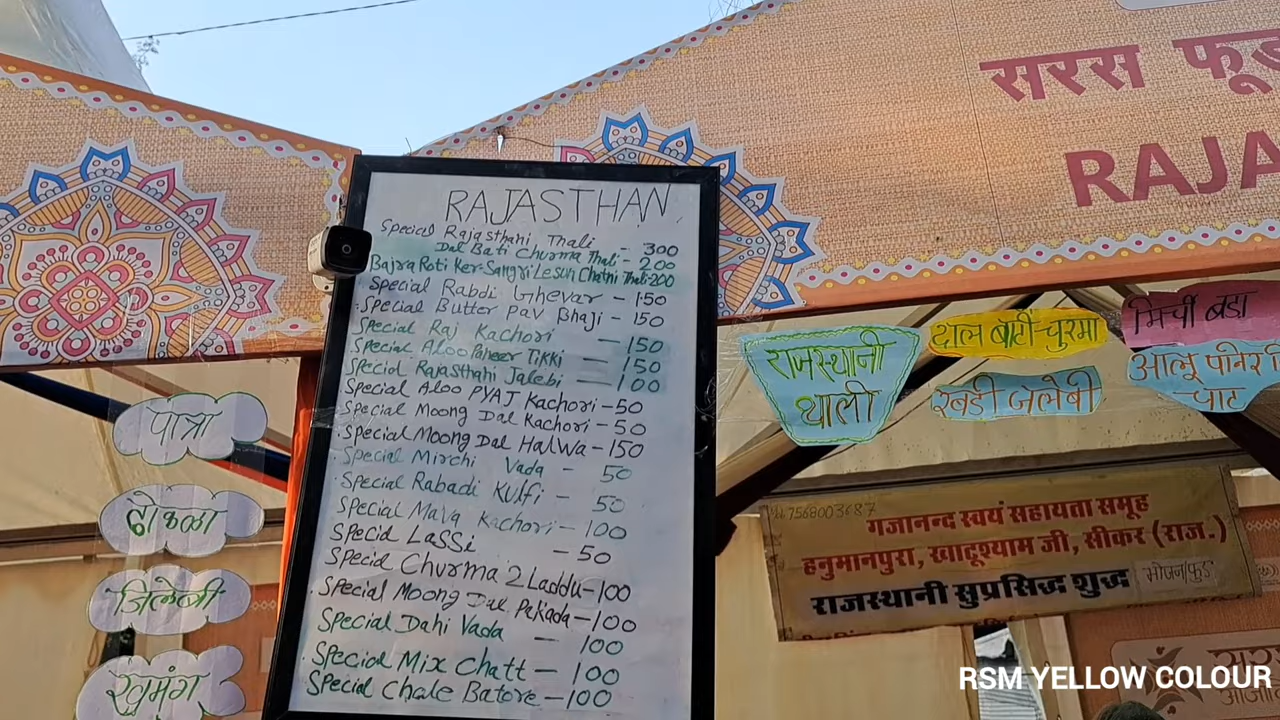 सरस फूड
RAJA
RAJASTHAN
Special Rajasthani Thali - 300
Dal Bati Churma Thali - 200
Bajra Roti Ker-Sangri Lesun Chatni Thali-200
Special Rabdi Ghevar - 150
Special Butter Pav Bhaji - 150
Special Raj Kachori - 150
Special Aloo Paneer Tikki - 150
Special Rajasthani Jalebi - 100
Special Aloo PYAJ Kachori - 50
Special Moong Dal Kachori - 50
Special Moong Dal Halwa - 150
Special Mirchi Vada - 50
Special Rabadi Kulfi - 50
Special Mava Kachori - 100
Special Lassi - 50
Special Churma 2 Laddu - 100
Special Moong Dal Pakada - 100
Special Dahi Vada - 100
Special Mix Chatt - 100
Special Chale Batore - 100
पात्रा
ढोकळा
जिलेबी
खमंग
राजस्थानी
थाली
दाल बाटी चुरमा
रबडी जलेबी
मिर्ची बडा
आलू पनिर
चाट
7568003687
गजानन्द स्वयं सहायता समूह
हनुमानपुरा, खाटूश्याम जी, सीकर (राज.)
राजस्थानी सुप्रसिद्ध शुद्ध भोजन/फुड
RSM YELLOW COLOUR